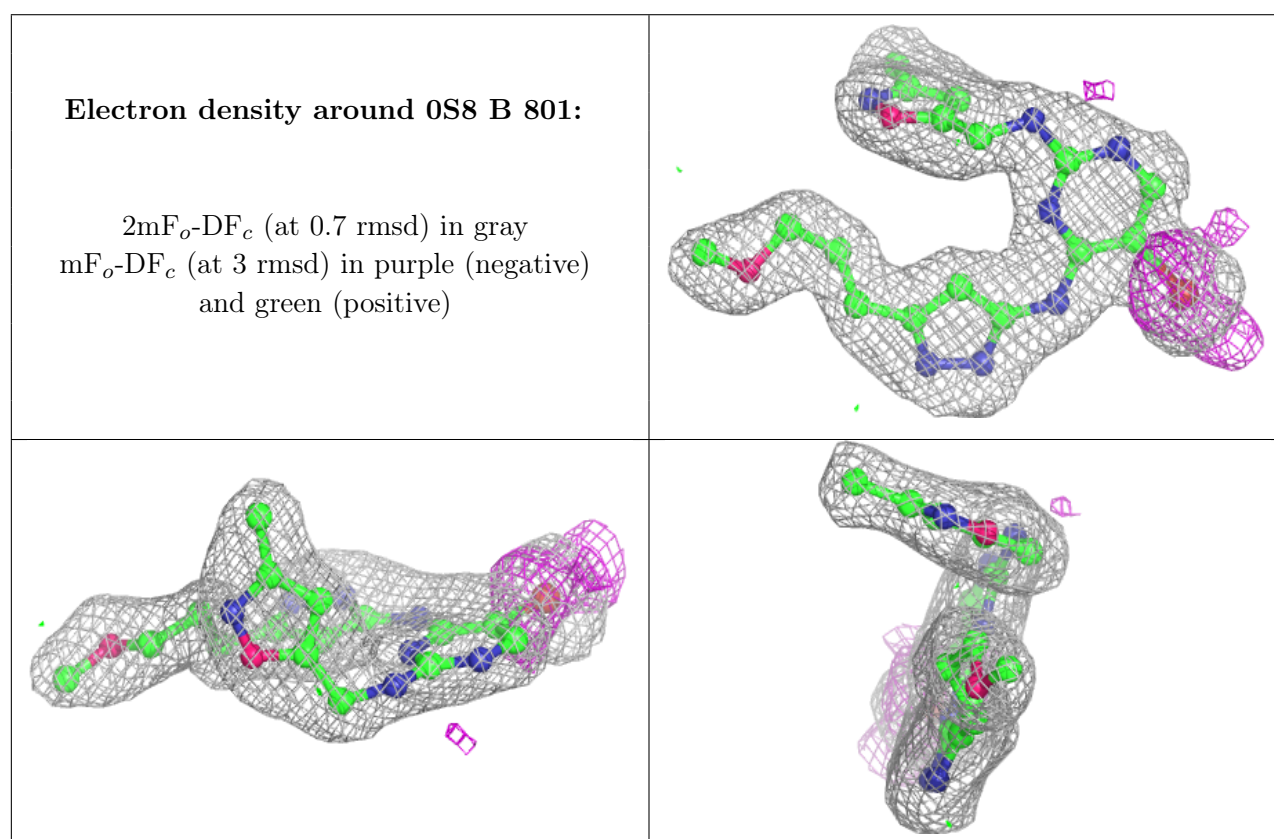 Electron density around 0S8 B 801:
2mFₒ-DF𝒸 (at 0.7 rmsd) in gray
mFₒ-DF𝒸 (at 3 rmsd) in purple (negative)
and green (positive)